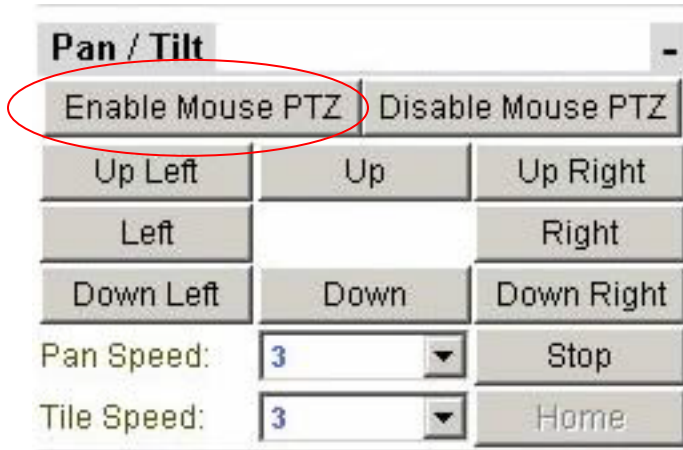 Pan / Tilt -
Enable Mouse PTZ Disable Mouse PTZ
Up Left Up Up Right
Left Right
Down Left Down Down Right
Pan Speed: 3 Stop
Tile Speed: 3 Home